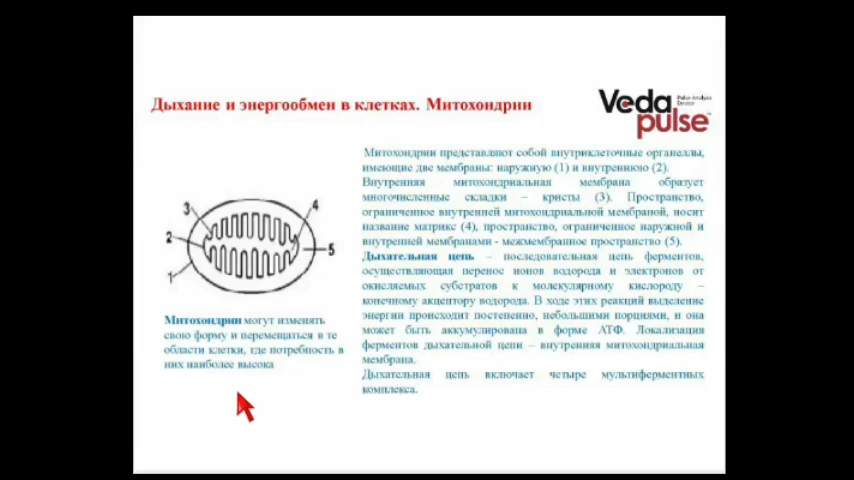 Дыхание и энергообмен в клетках. Митохондрии
Veda
pulse
Pulse Analysis
Device
Митохондрии представляют собой внутриклеточные органеллы,
имеющие две мембраны: наружную (1) и внутреннюю (2).
Внутренняя митохондриальная мембрана образует
многочисленные складки – кристы (3). Пространство,
ограниченное внутренней митохондриальной мембраной, носит
название матрикс (4), пространство, ограниченное наружной и
внутренней мембранами - межмембранное пространство (5).
Дыхательная цепь – последовательная цепь ферментов,
осуществляющая перенос ионов водорода и электронов от
окисляемых субстратов к молекулярному кислороду –
конечному акцептору водорода. В ходе этих реакций выделение
энергии происходит постепенно, небольшими порциями, и она
может быть аккумулирована в форме АТФ. Локализация
ферментов дыхательной цепи – внутренняя митохондриальная
мембрана.
Дыхательная цепь включает четыре мультиферментных
комплекса.
3
4
2
5
1
Митохондрии могут изменять
свою форму и перемещаться в те
области клетки, где потребность в
них наиболее высока